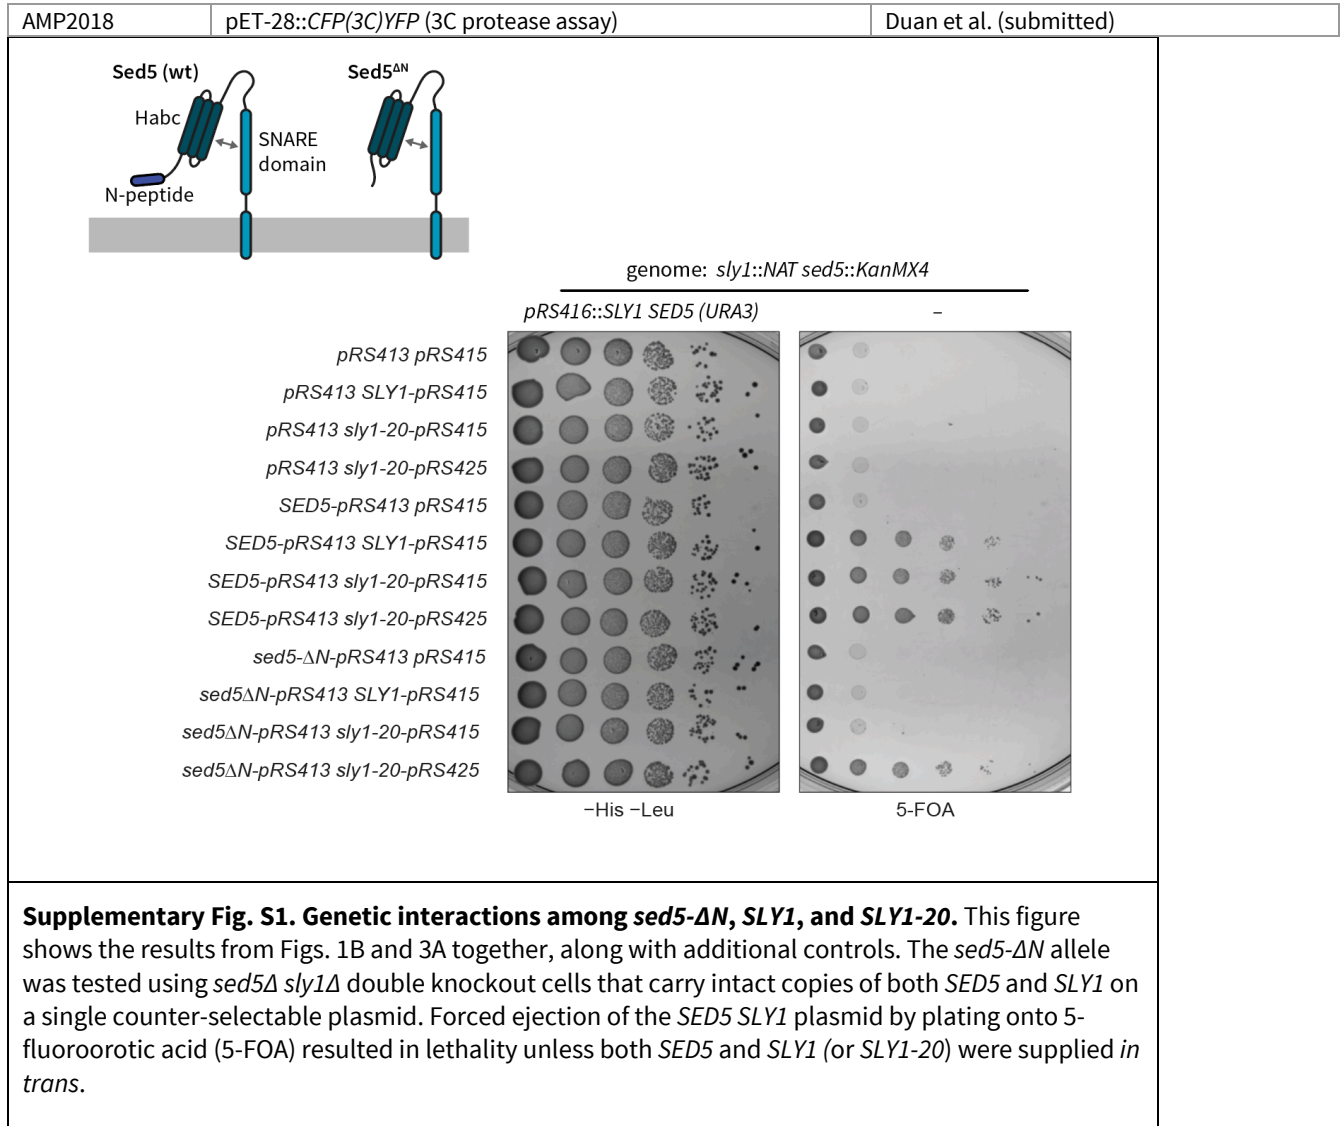 AMP2018 pET-28::CFP(3C)YFP (3C protease assay) Duan et al. (submitted)
Sed5 (wt) Sed5ΔN
Habc
SNARE
domain
N-peptide
genome: sly1::NAT sed5::KanMX4
pRS416::SLY1 SED5 (URA3) –
pRS413 pRS415
pRS413 SLY1-pRS415
pRS413 sly1-20-pRS415
pRS413 sly1-20-pRS425
SED5-pRS413 pRS415
SED5-pRS413 SLY1-pRS415
SED5-pRS413 sly1-20-pRS415
SED5-pRS413 sly1-20-pRS425
sed5-ΔN-pRS413 pRS415
sed5ΔN-pRS413 SLY1-pRS415
sed5ΔN-pRS413 sly1-20-pRS415
sed5ΔN-pRS413 sly1-20-pRS425
−His −Leu 5-FOA
Supplementary Fig. S1. Genetic interactions among sed5-ΔN, SLY1, and SLY1-20. This figure
shows the results from Figs. 1B and 3A together, along with additional controls. The sed5-ΔN allele
was tested using sed5Δ sly1Δ double knockout cells that carry intact copies of both SED5 and SLY1 on
a single counter-selectable plasmid. Forced ejection of the SED5 SLY1 plasmid by plating onto 5-
fluoroorotic acid (5-FOA) resulted in lethality unless both SED5 and SLY1 (or SLY1-20) were supplied in
trans.